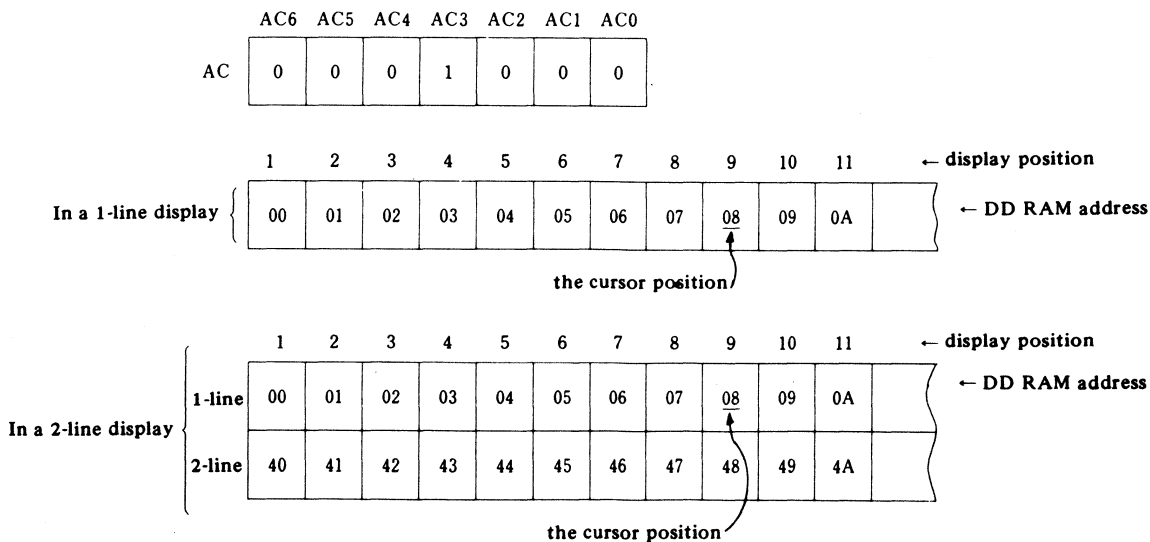 AC6 AC5 AC4 AC3 AC2 AC1 AC0
AC 0 0 0 1 0 0 0
1 2 3 4 5 6 7 8 9 10 11 ← display position
In a 1-line display { 00 01 02 03 04 05 06 07 08 09 0A ← DD RAM address
the cursor position
1 2 3 4 5 6 7 8 9 10 11 ← display position
← DD RAM address
1-line 00 01 02 03 04 05 06 07 08 09 0A
In a 2-line display {
2-line 40 41 42 43 44 45 46 47 48 49 4A
the cursor position